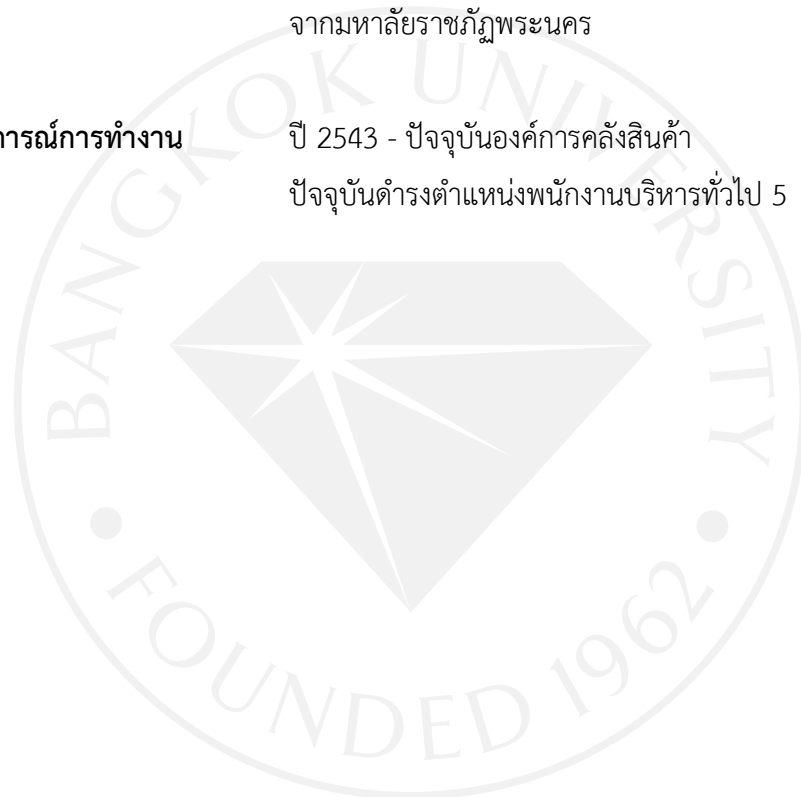 จากมหาลัยราชภัฏพระนคร
การณ์การทำงาน ปี 2543 - ปัจจุบันองค์การคลังสินค้า
ปัจจุบันดำรงตำแหน่งพนักงานบริหารทั่วไป 5
BANGKOK UNIVERSITY
• FOUNDED 1962 •